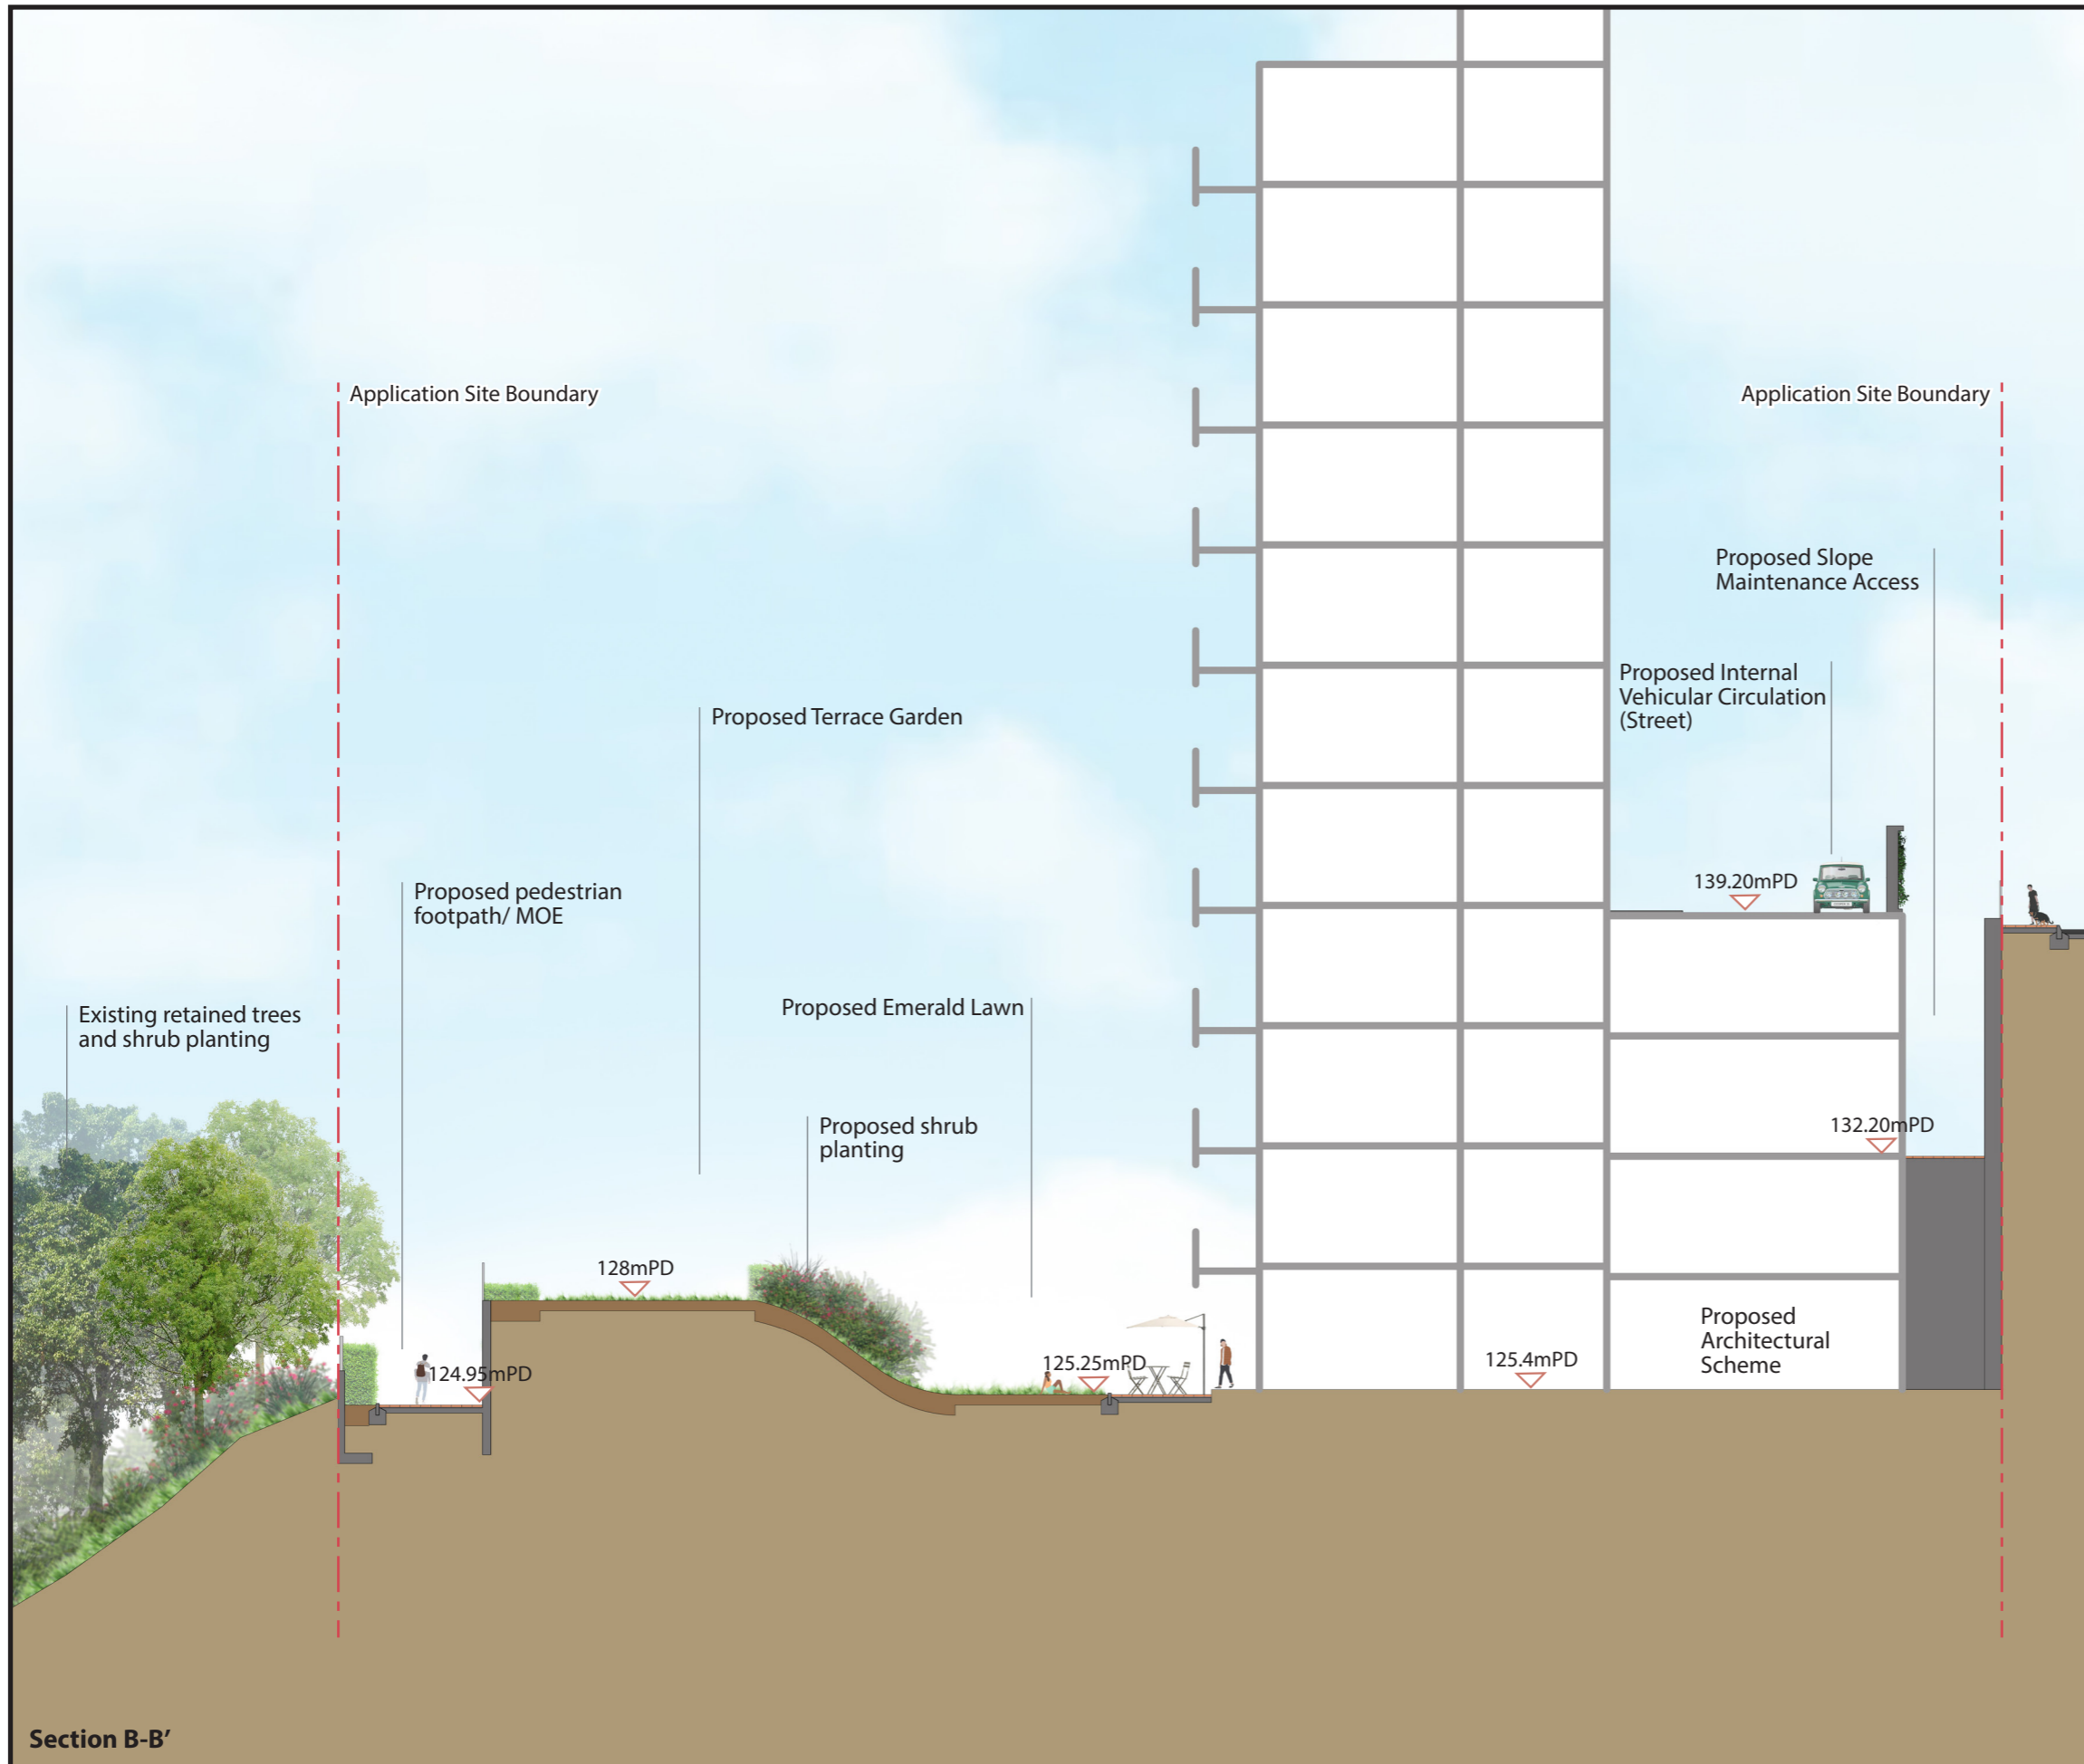 Application Site Boundary
Application Site Boundary
Proposed Slope
Maintenance Access
Proposed Internal
Vehicular Circulation
(Street)
Proposed Terrace Garden
139.20mPD
Proposed pedestrian
footpath/ MOE
Proposed Emerald Lawn
Existing retained trees
and shrub planting
Proposed shrub
planting
132.20mPD
128mPD
Proposed
Architectural
Scheme
125.4mPD
125.25mPD
124.95mPD
Section B-B’